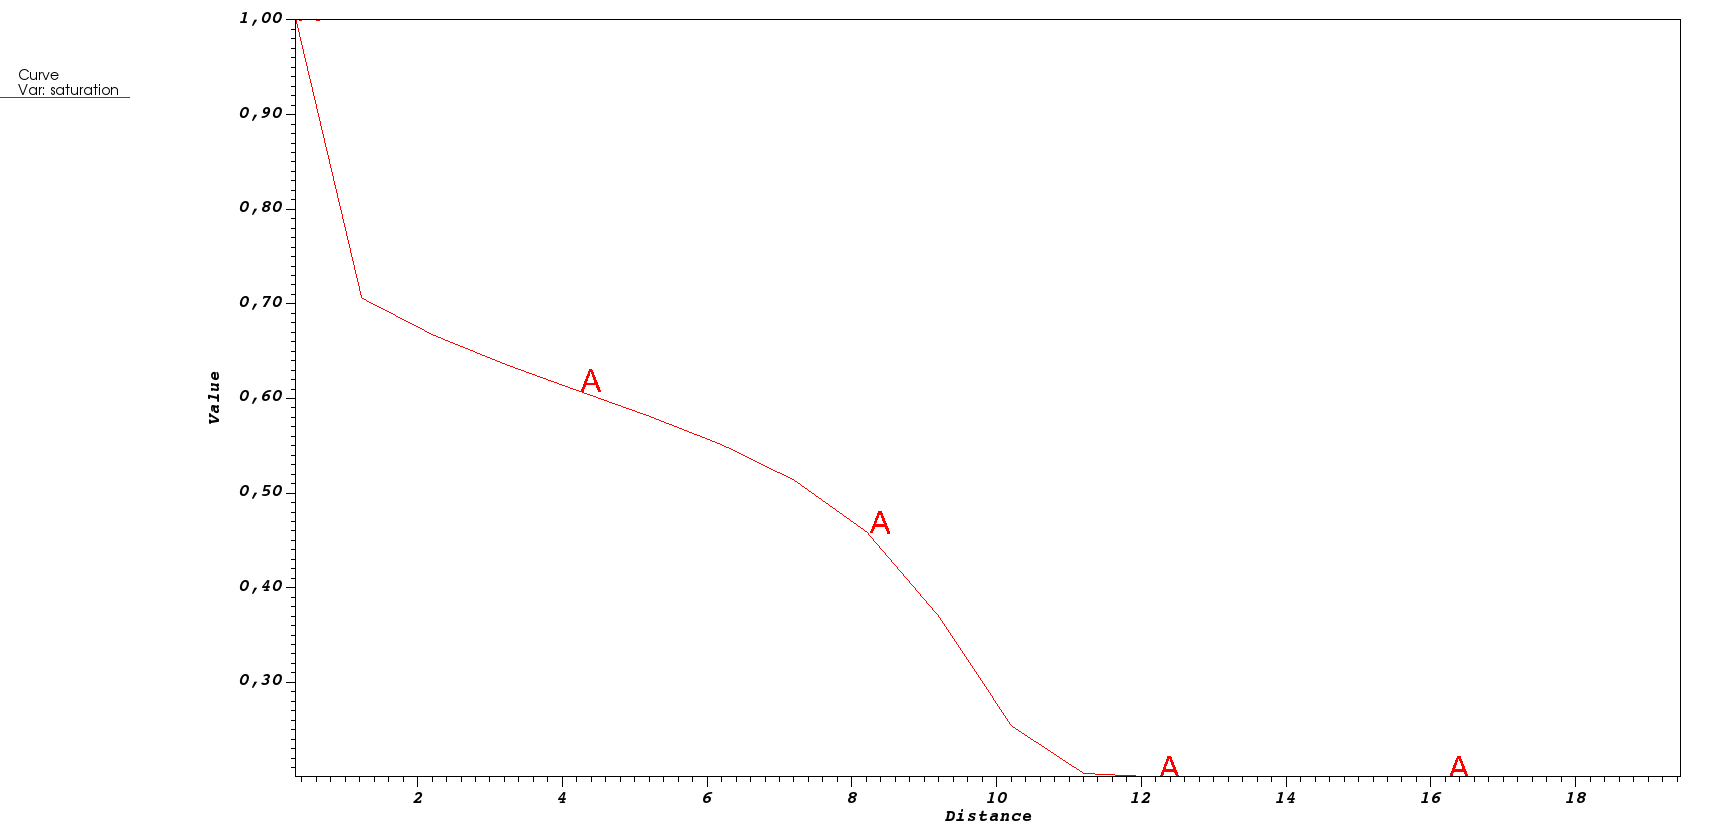 Curve
Var: saturation
1,00
0,90
0,80
0,70
0,60
0,50
0,40
0,30
Value
A
A
A
A
2 4 6 8 10 12 14 16 18
Distance